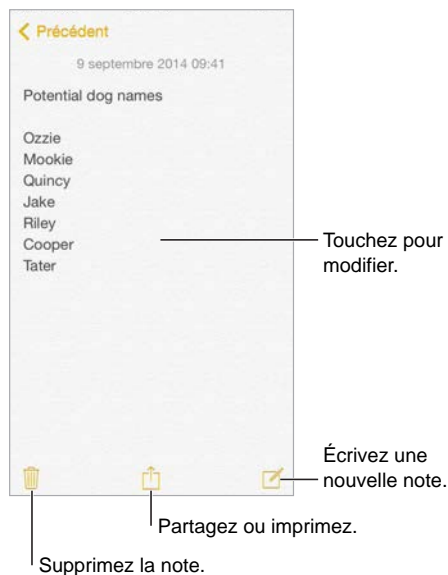 Précédent
9 septembre 2014 09:41
Potential dog names
Ozzie
Mookie
Quincy
Jake
Riley
Cooper
Tater
Touchez pour
modifier.
Écrivez une
nouvelle note.
Partagez ou imprimez.
Supprimez la note.